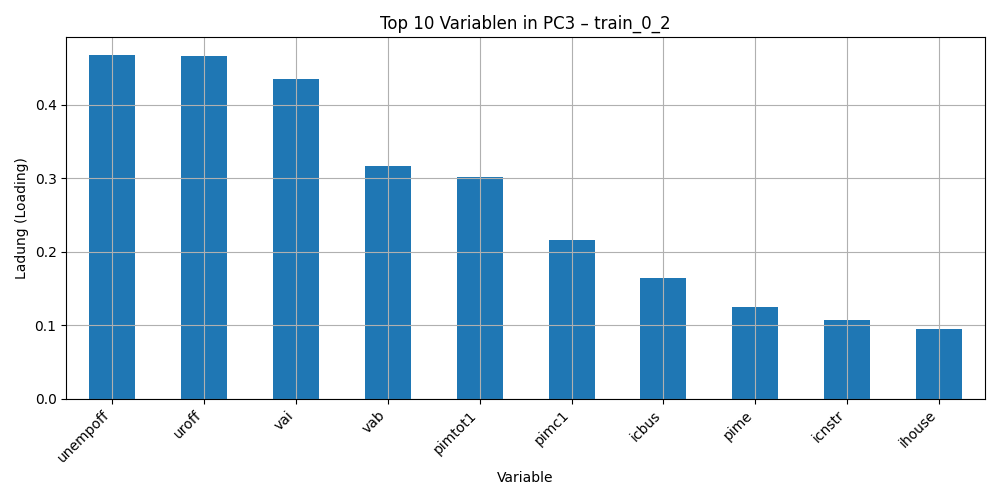 Top 10 Variablen in PC3 – train_0_2
Ladung (Loading)
0.4
0.3
0.2
0.1
0.0
unempoff
uroff
vai
vab
pimtot1
pimc1
icbus
pime
icnstr
ihouse
Variable